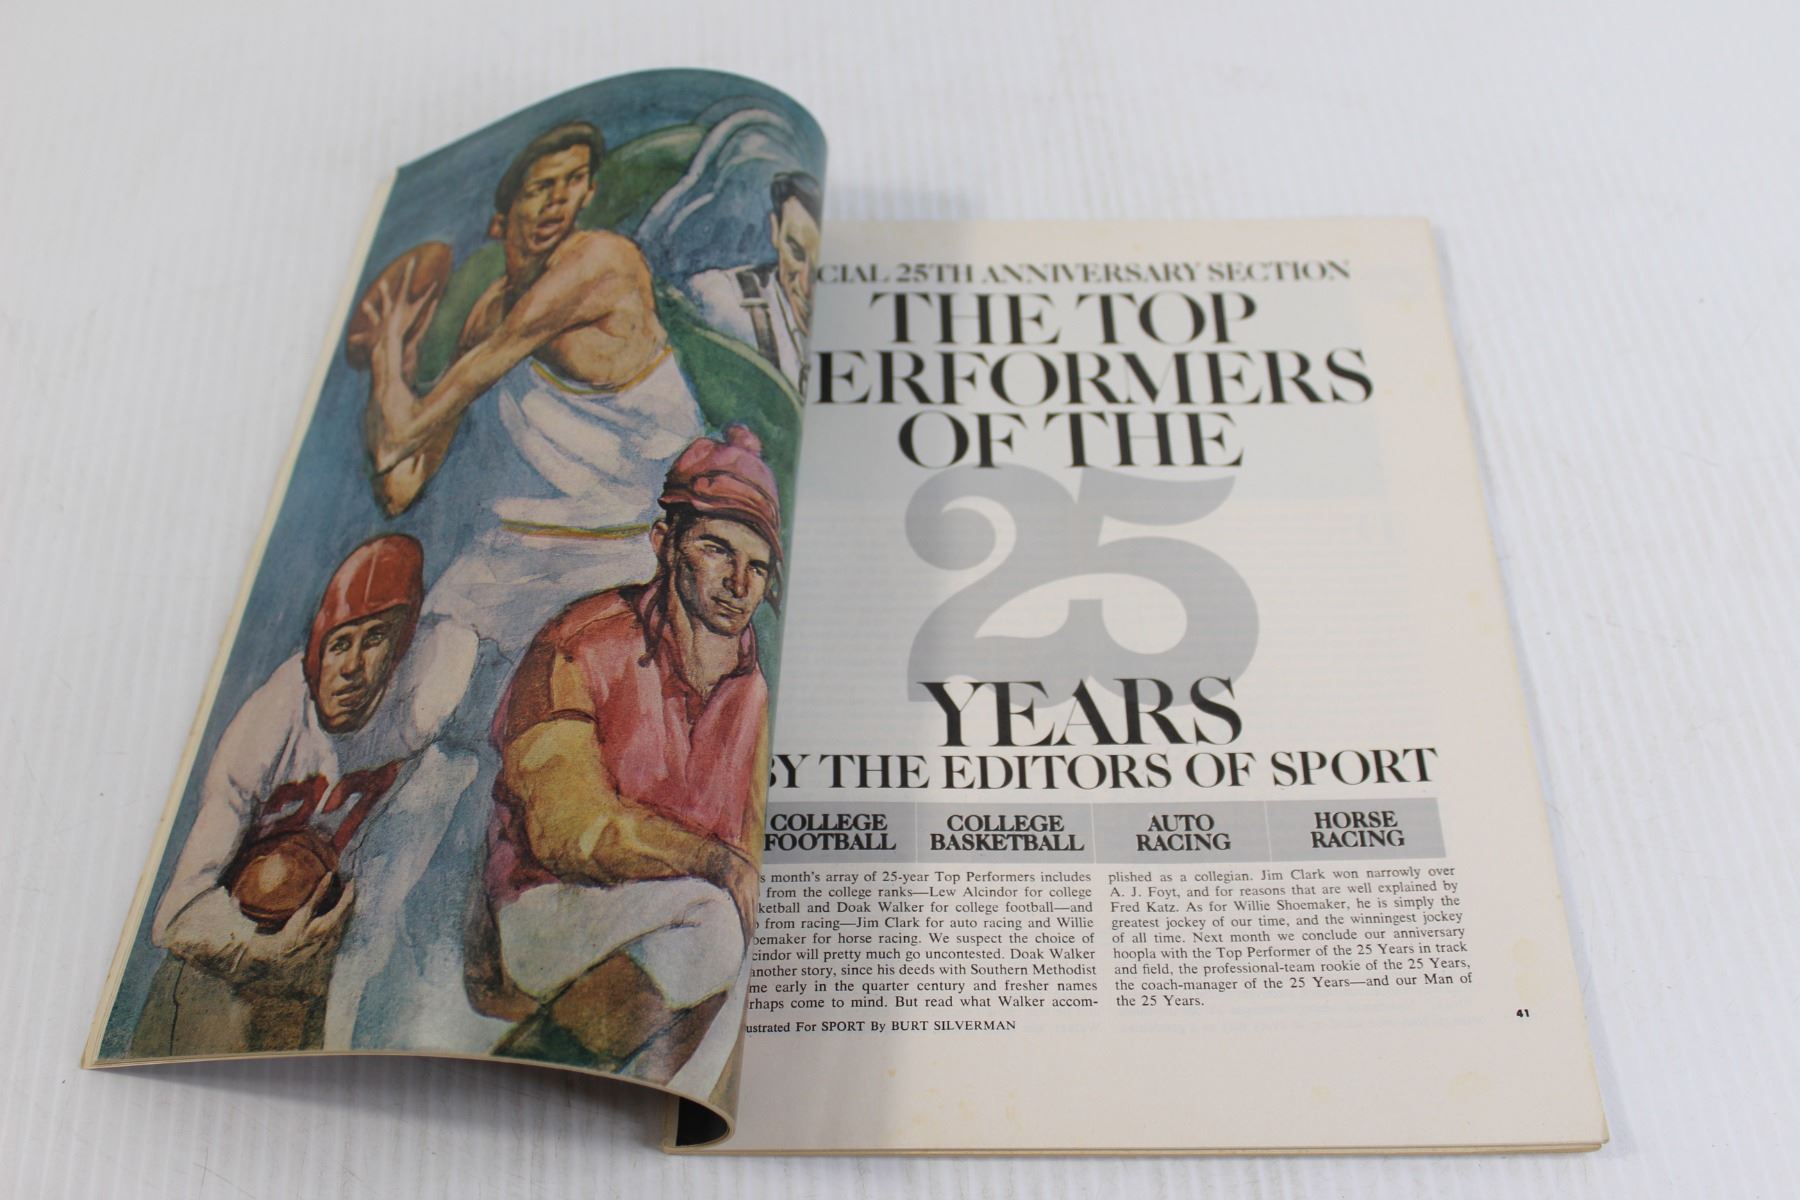 CIAL 25TH ANNIVERSARY SECTION
THE TOP
ERFORMERS
OF THE
25
YEARS
BY THE EDITORS OF SPORT
COLLEGE FOOTBALL
COLLEGE BASKETBALL
AUTO RACING
HORSE RACING
s month's array of 25-year Top Performers includes
from the college ranks—Lew Alcindor for college
ketball and Doak Walker for college football—and
from racing—Jim Clark for auto racing and Willie
oemaker for horse racing. We suspect the choice of
cindor will pretty much go uncontested. Doak Walker
another story, since his deeds with Southern Methodist
me early in the quarter century and fresher names
rhaps come to mind. But read what Walker accom-
plished as a collegian. Jim Clark won narrowly over
A. J. Foyt, and for reasons that are well explained by
Fred Katz. As for Willie Shoemaker, he is simply the
greatest jockey of our time, and the winningest jockey
of all time. Next month we conclude our anniversary
hoopla with the Top Performer of the 25 Years in track
and field, the professional-team rookie of the 25 Years,
the coach-manager of the 25 Years—and our Man of
the 25 Years.
ustrated For SPORT By BURT SILVERMAN
41
37